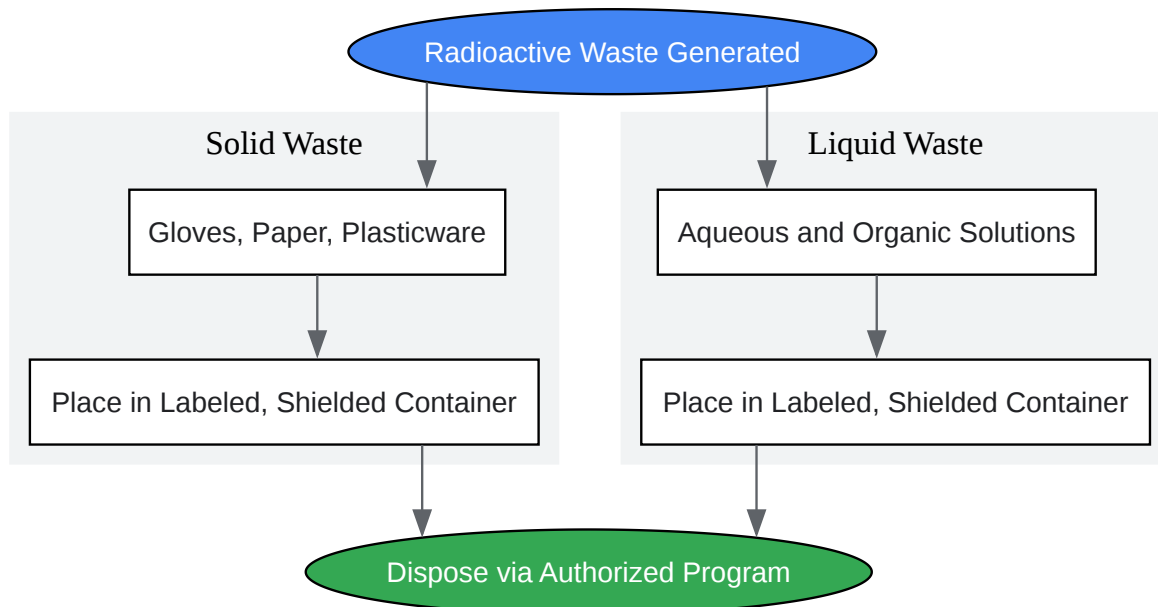 Radioactive Waste Generated
Solid Waste
Gloves, Paper, Plasticware
Place in Labeled, Shielded Container
Liquid Waste
Aqueous and Organic Solutions
Place in Labeled, Shielded Container
Dispose via Authorized Program